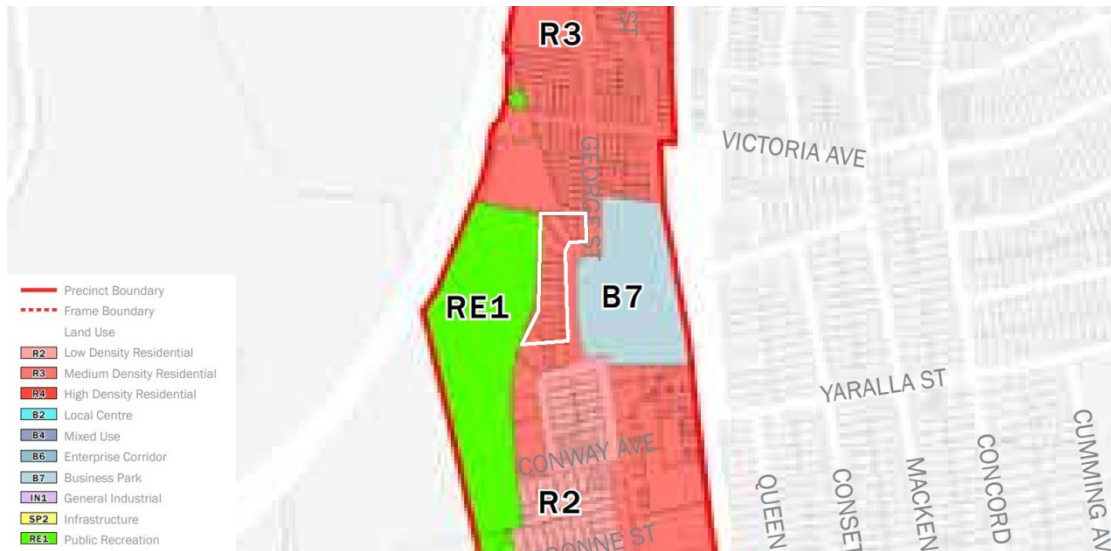 R3
ST
VICTORIA AVE
GEORGE ST
RE1
B7
Precinct Boundary
Frame Boundary
Land Use
R2 Low Density Residential
R3 Medium Density Residential
R4 High Density Residential
B2 Local Centre
B4 Mixed Use
B6 Enterprise Corridor
B7 Business Park
IN1 General Industrial
SP2 Infrastructure
RE1 Public Recreation
YARALLA ST
CONWAY AVE
R2
ST
QUEEN
CONSET
MACKEN
CONCORD
CUMMING AV